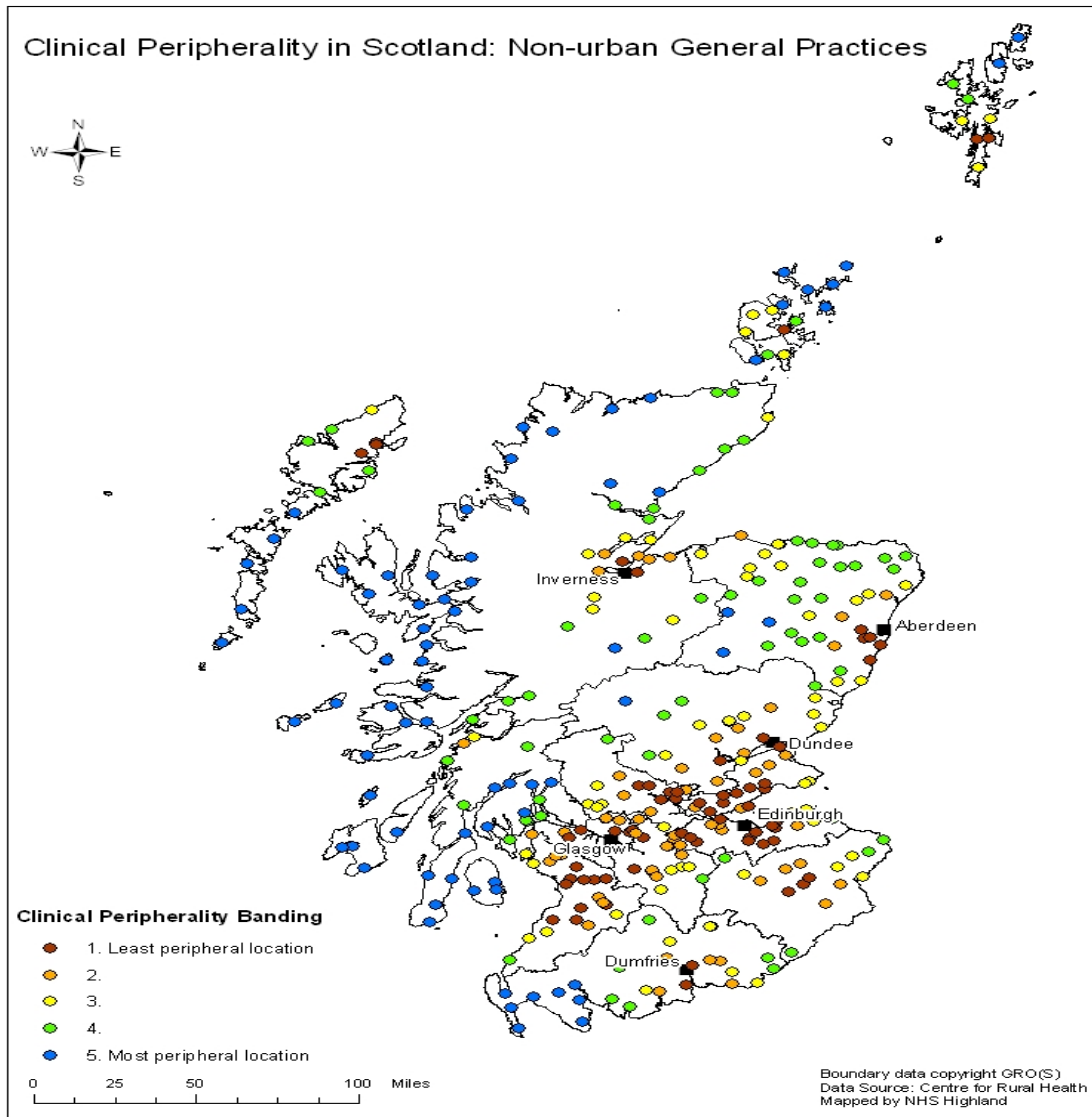 Clinical Peripherality in Scotland: Non-urban General Practices
N
W E
S
Inverness
Aberdeen
Dundee
Edinburgh
Glasgow
Dumfries
Clinical Peripherality Banding
1. Least peripheral location
2.
3.
4.
5. Most peripheral location
0 25 50 100 Miles
Boundary data copyright GRO(S)
Data Source: Centre for Rural Health
Mapped by NHS Highland